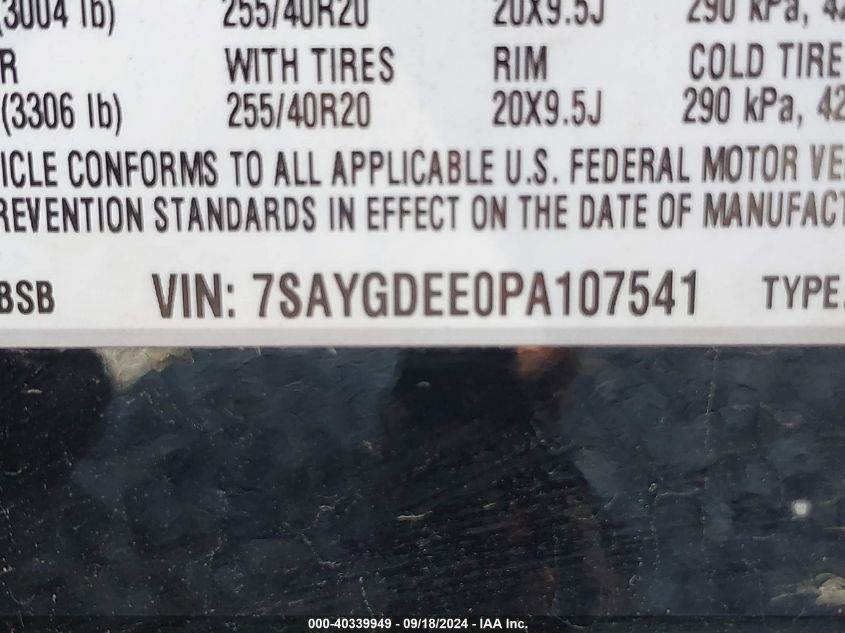 (3004 lb) 255/40R20 20X9.5J 290 kPa, 42
R WITH TIRES RIM COLD TIRE
(3306 lb) 255/40R20 20X9.5J 290 kPa, 42
ICLE CONFORMS TO ALL APPLICABLE U.S. FEDERAL MOTOR VE
REVENTION STANDARDS IN EFFECT ON THE DATE OF MANUFACT
BSB VIN: 7SAYGDEE0PA107541 TYPE.
000-40339949 - 09/18/2024 - IAA Inc.